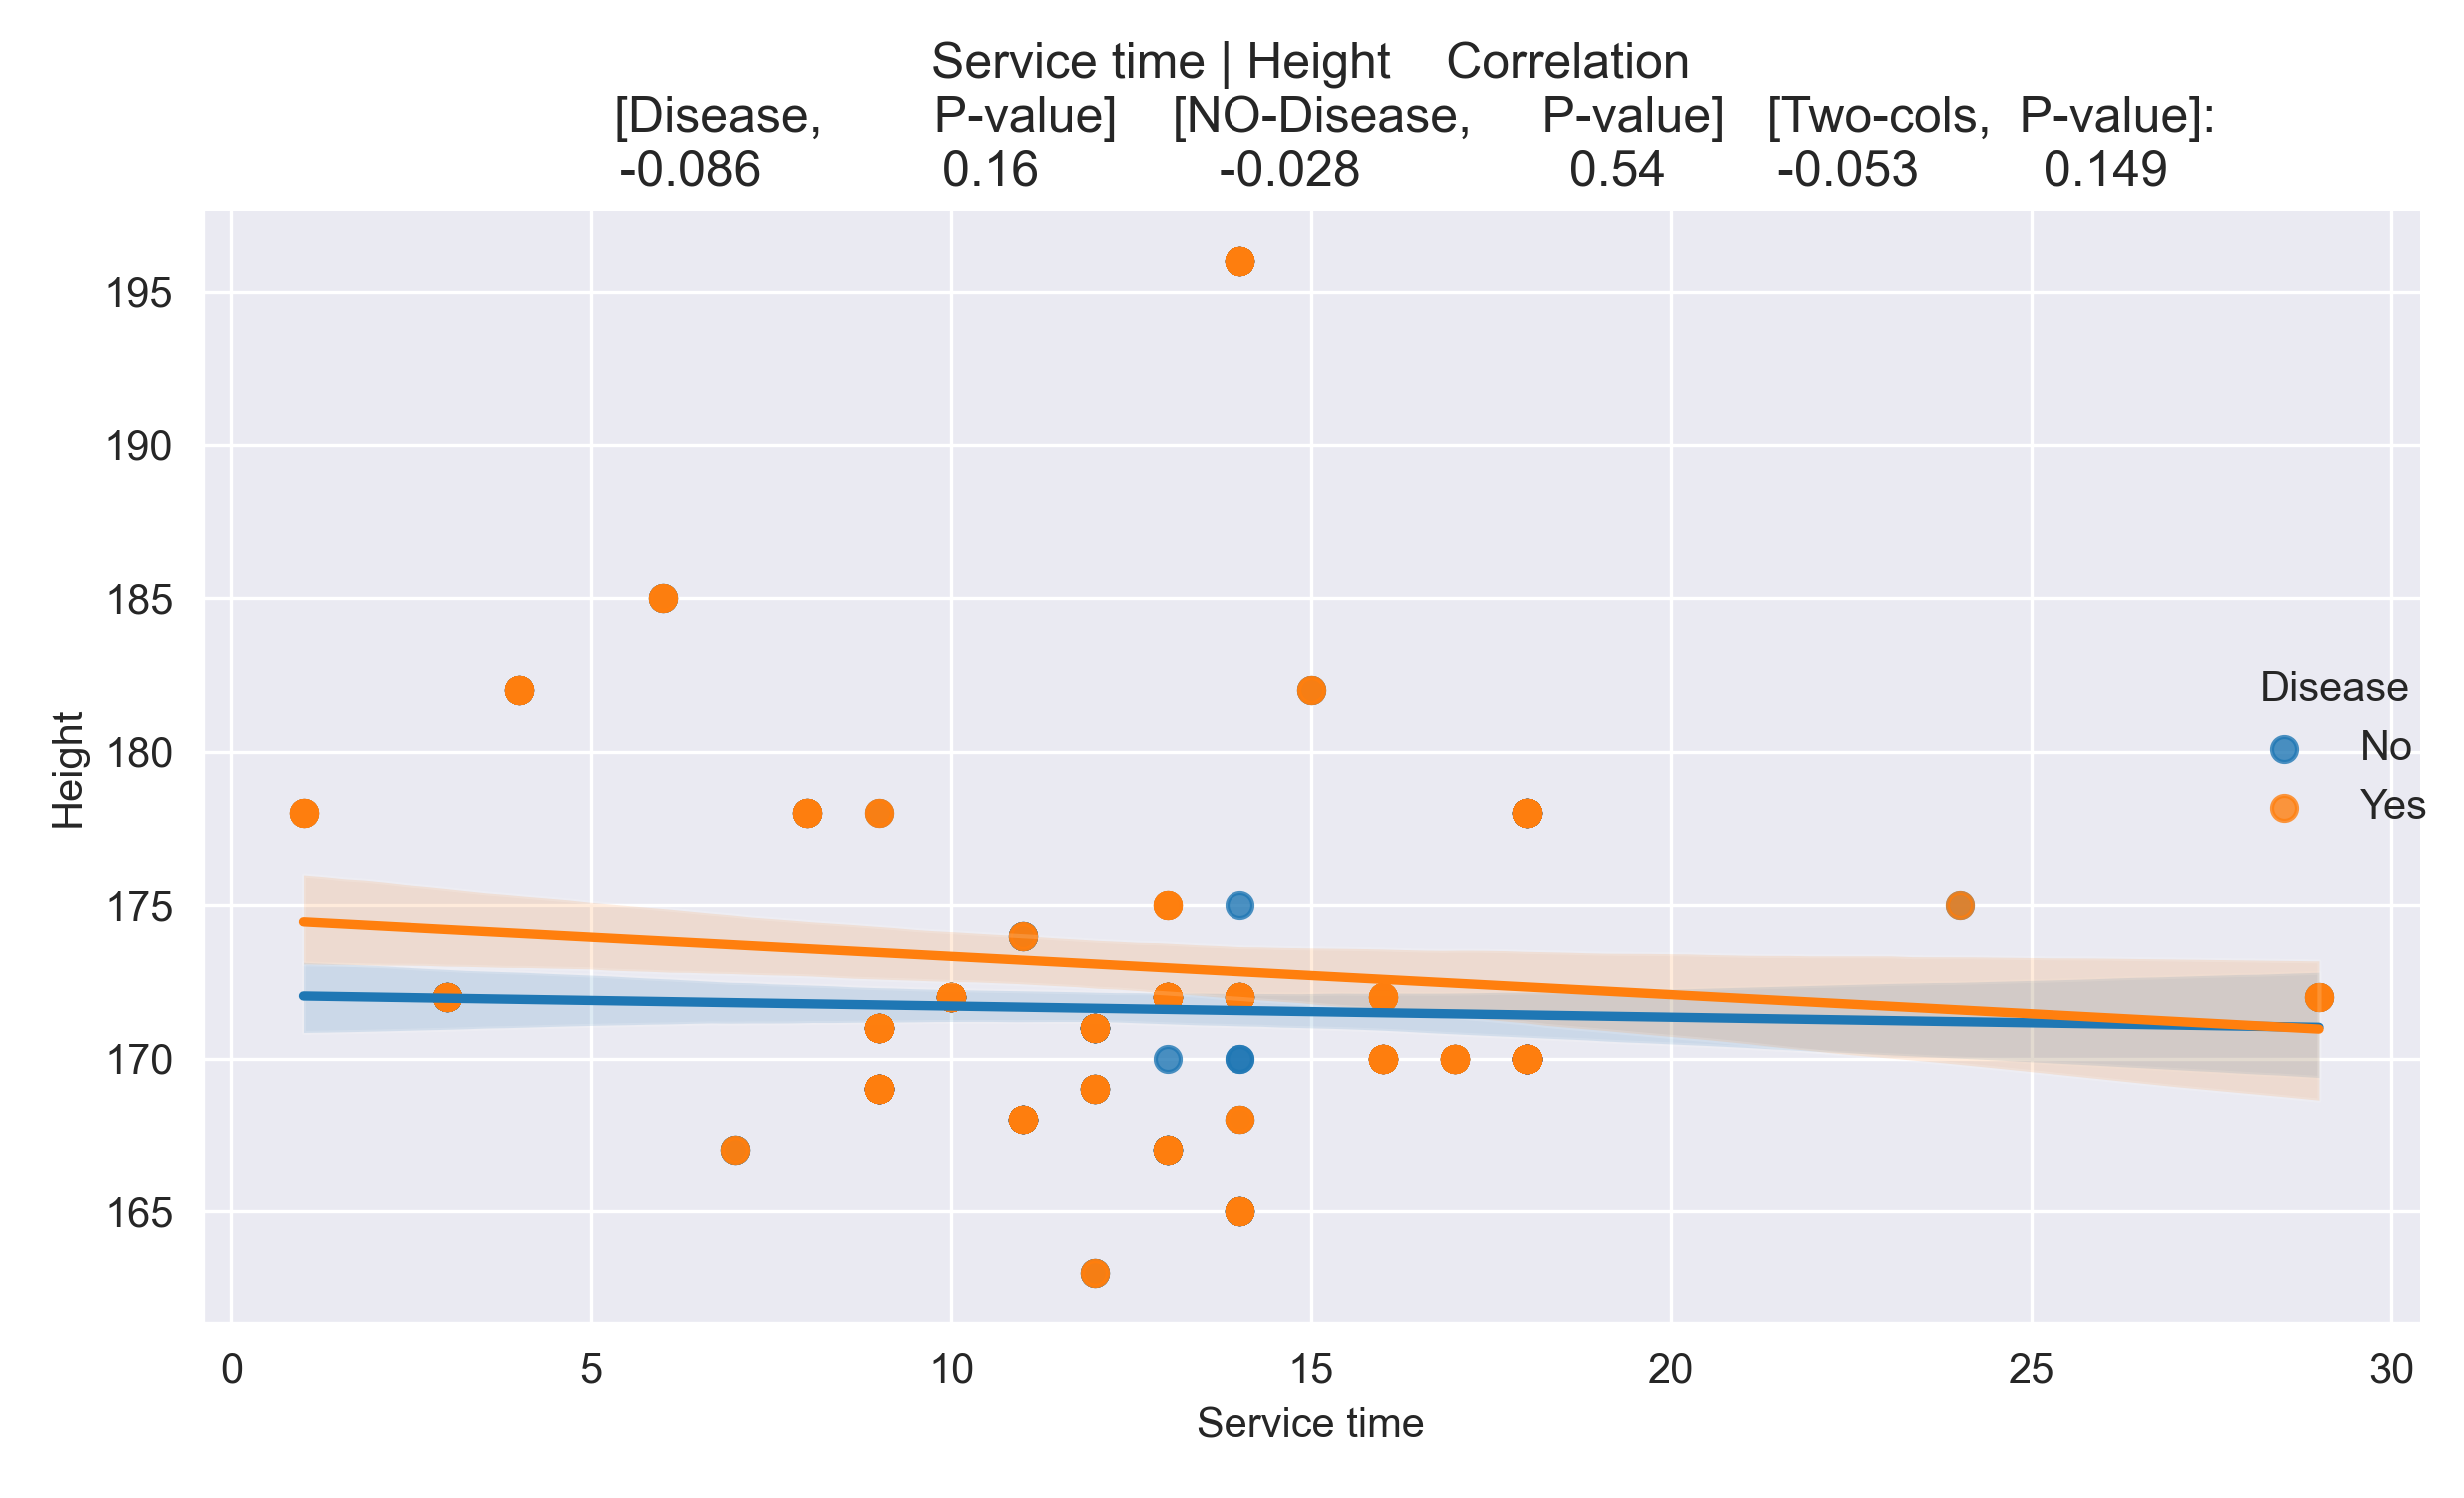 Service time | Height    Correlation
[Disease,        P-value]    [NO-Disease,     P-value]   [Two-cols,  P-value]:
-0.086             0.16             -0.028               0.54        -0.053         0.149
195
190
185
180
175
170
165
Height
Disease
No
Yes
0 5 10 15 20 25 30
Service time